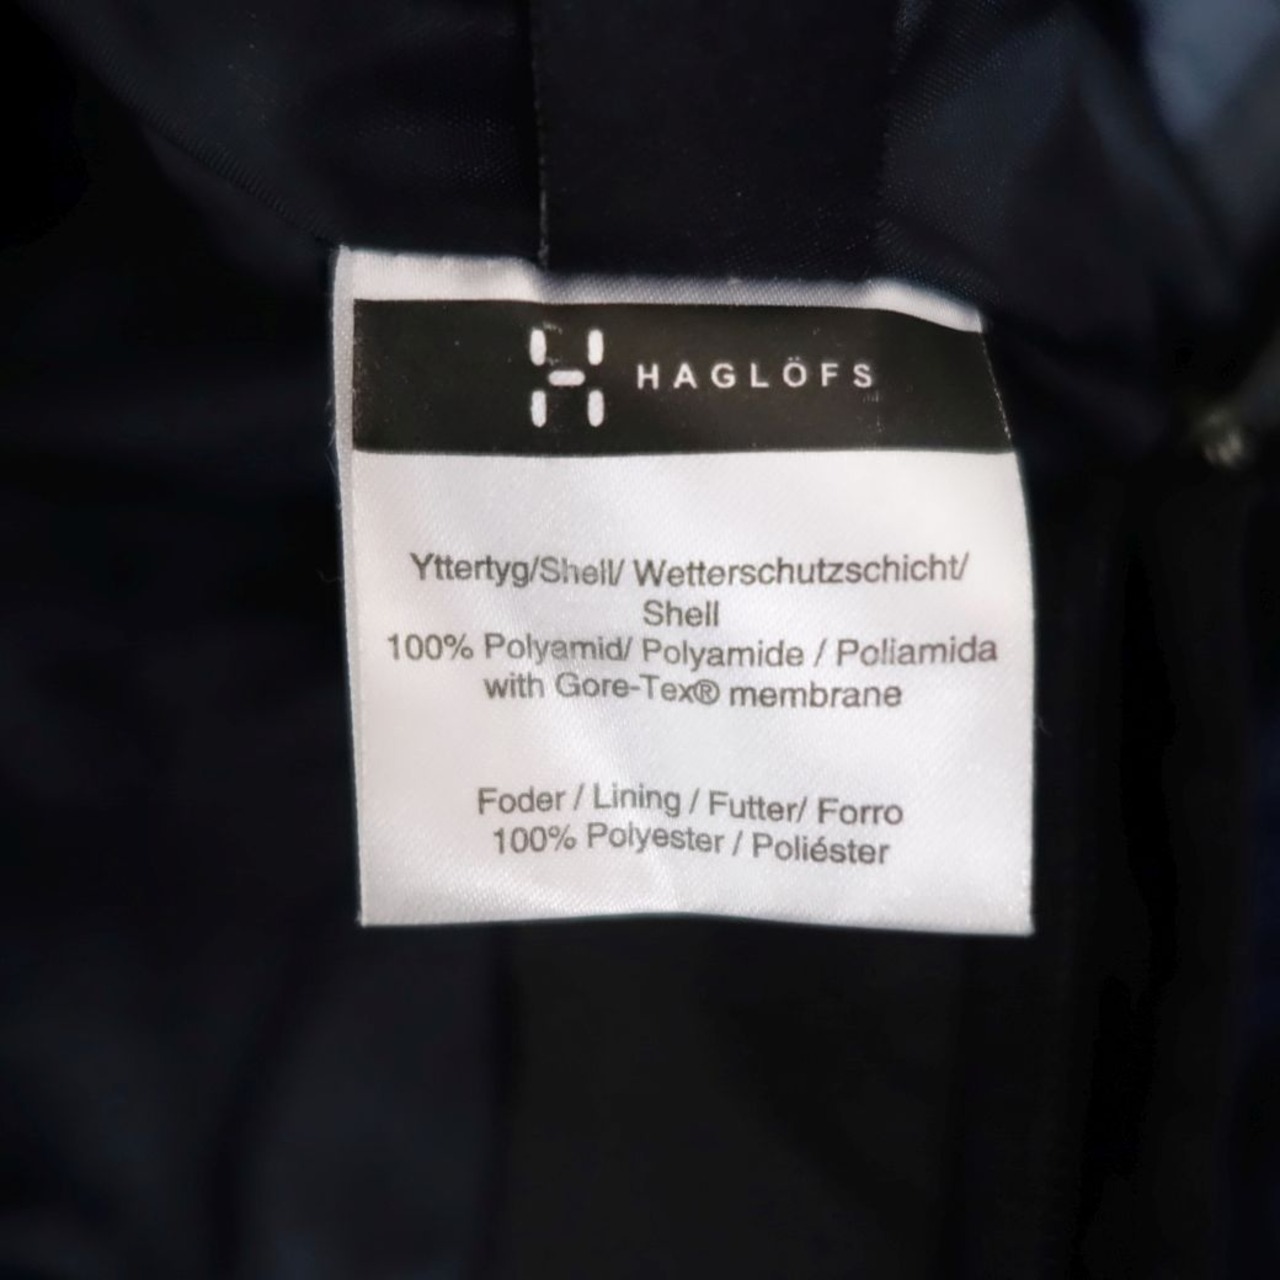 HAGLÖFS
Yttertyg/Shell/ Wetterschutzschicht/
Shell
100% Polyamid/ Polyamide / Poliamida
with Gore-Tex® membrane
Foder / Lining / Futter/ Forro
100% Polyester / Poliéster